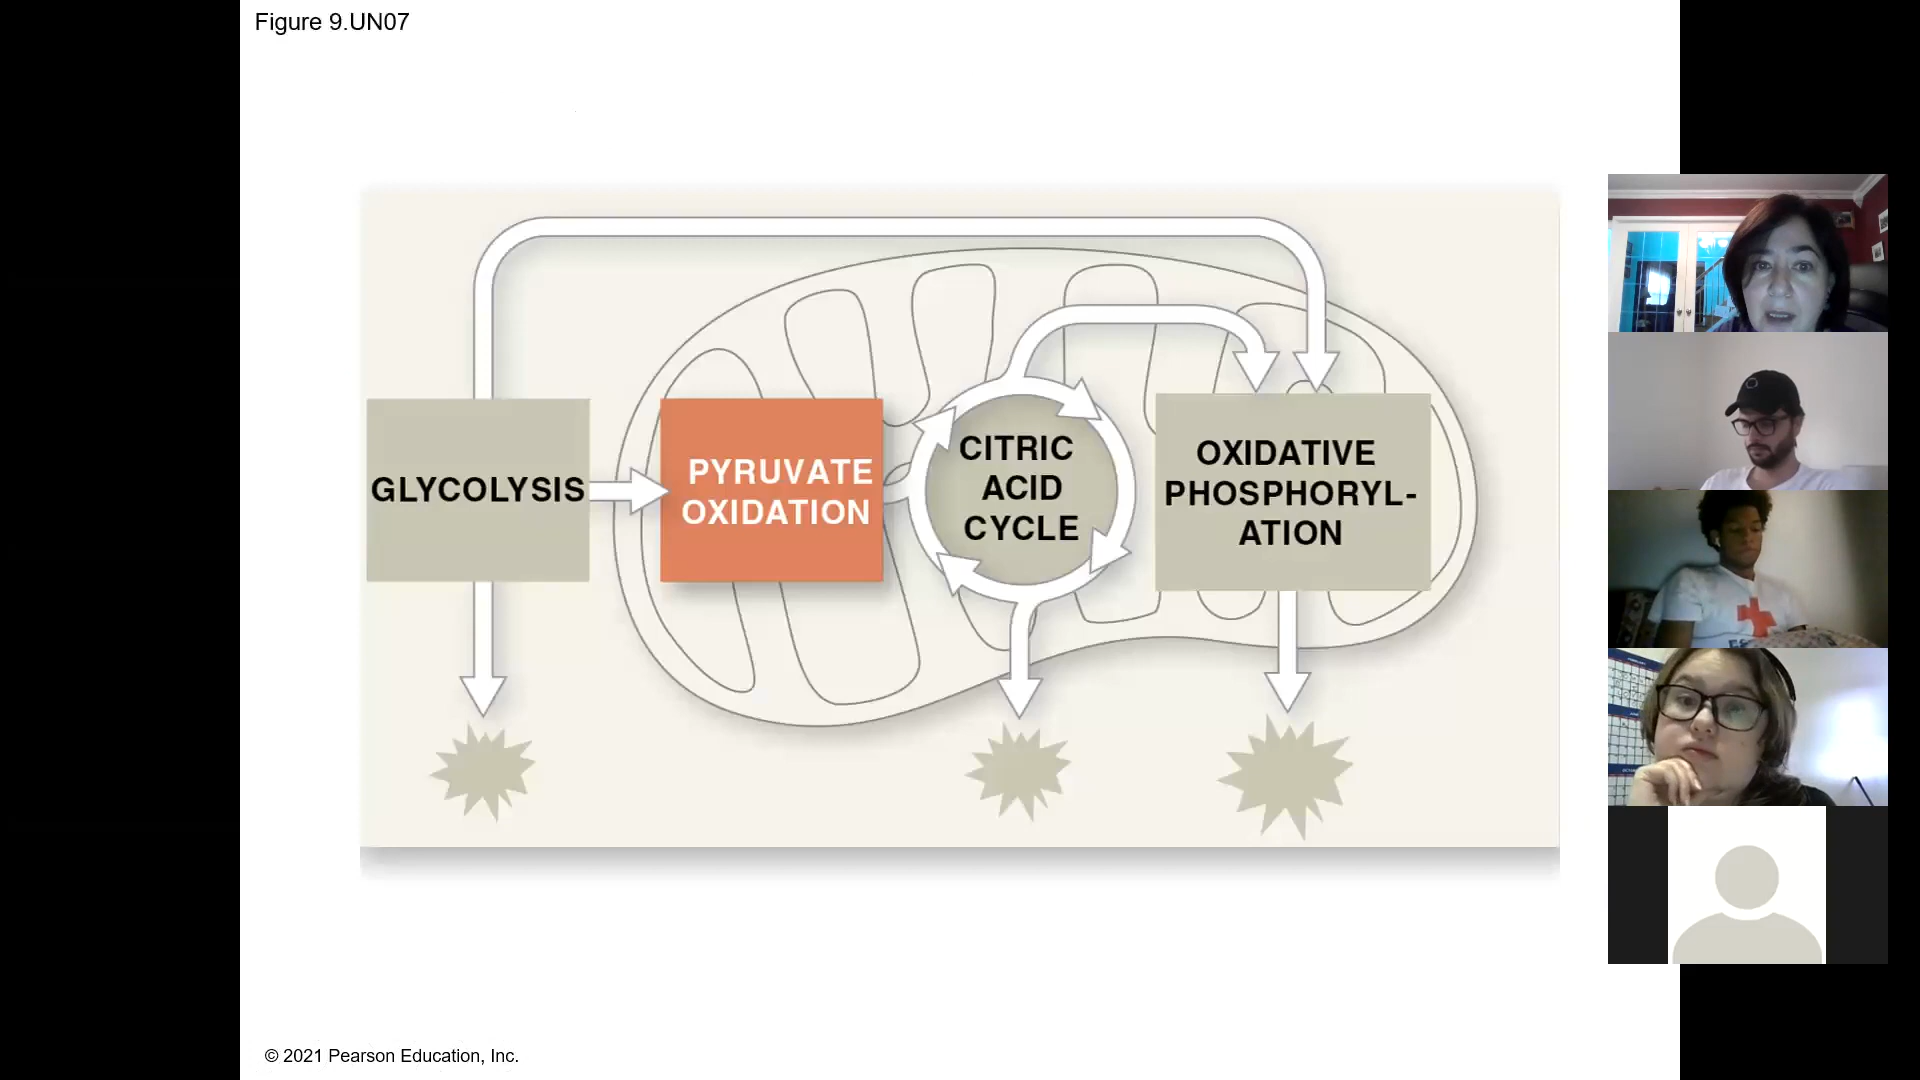 Figure 9.UN07
GLYCOLYSIS
PYRUVATE
OXIDATION
CITRIC
ACID
CYCLE
OXIDATIVE
PHOSPHORYL-
ATION
© 2021 Pearson Education, Inc.